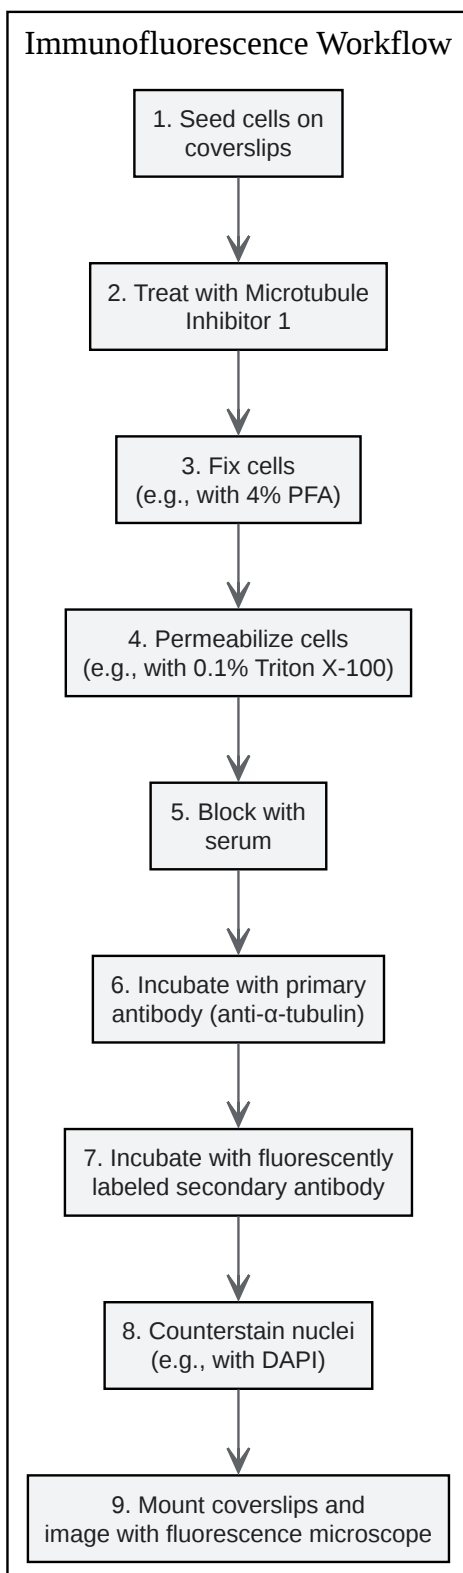 Immunofluorescence Workflow
1. Seed cells on
coverslips
2. Treat with Microtubule
Inhibitor 1
3. Fix cells
(e.g., with 4% PFA)
4. Permeabilize cells
(e.g., with 0.1% Triton X-100)
5. Block with
serum
6. Incubate with primary
antibody (anti-α-tubulin)
7. Incubate with fluorescently
labeled secondary antibody
8. Counterstain nuclei
(e.g., with DAPI)
9. Mount coverslips and
image with fluorescence microscope